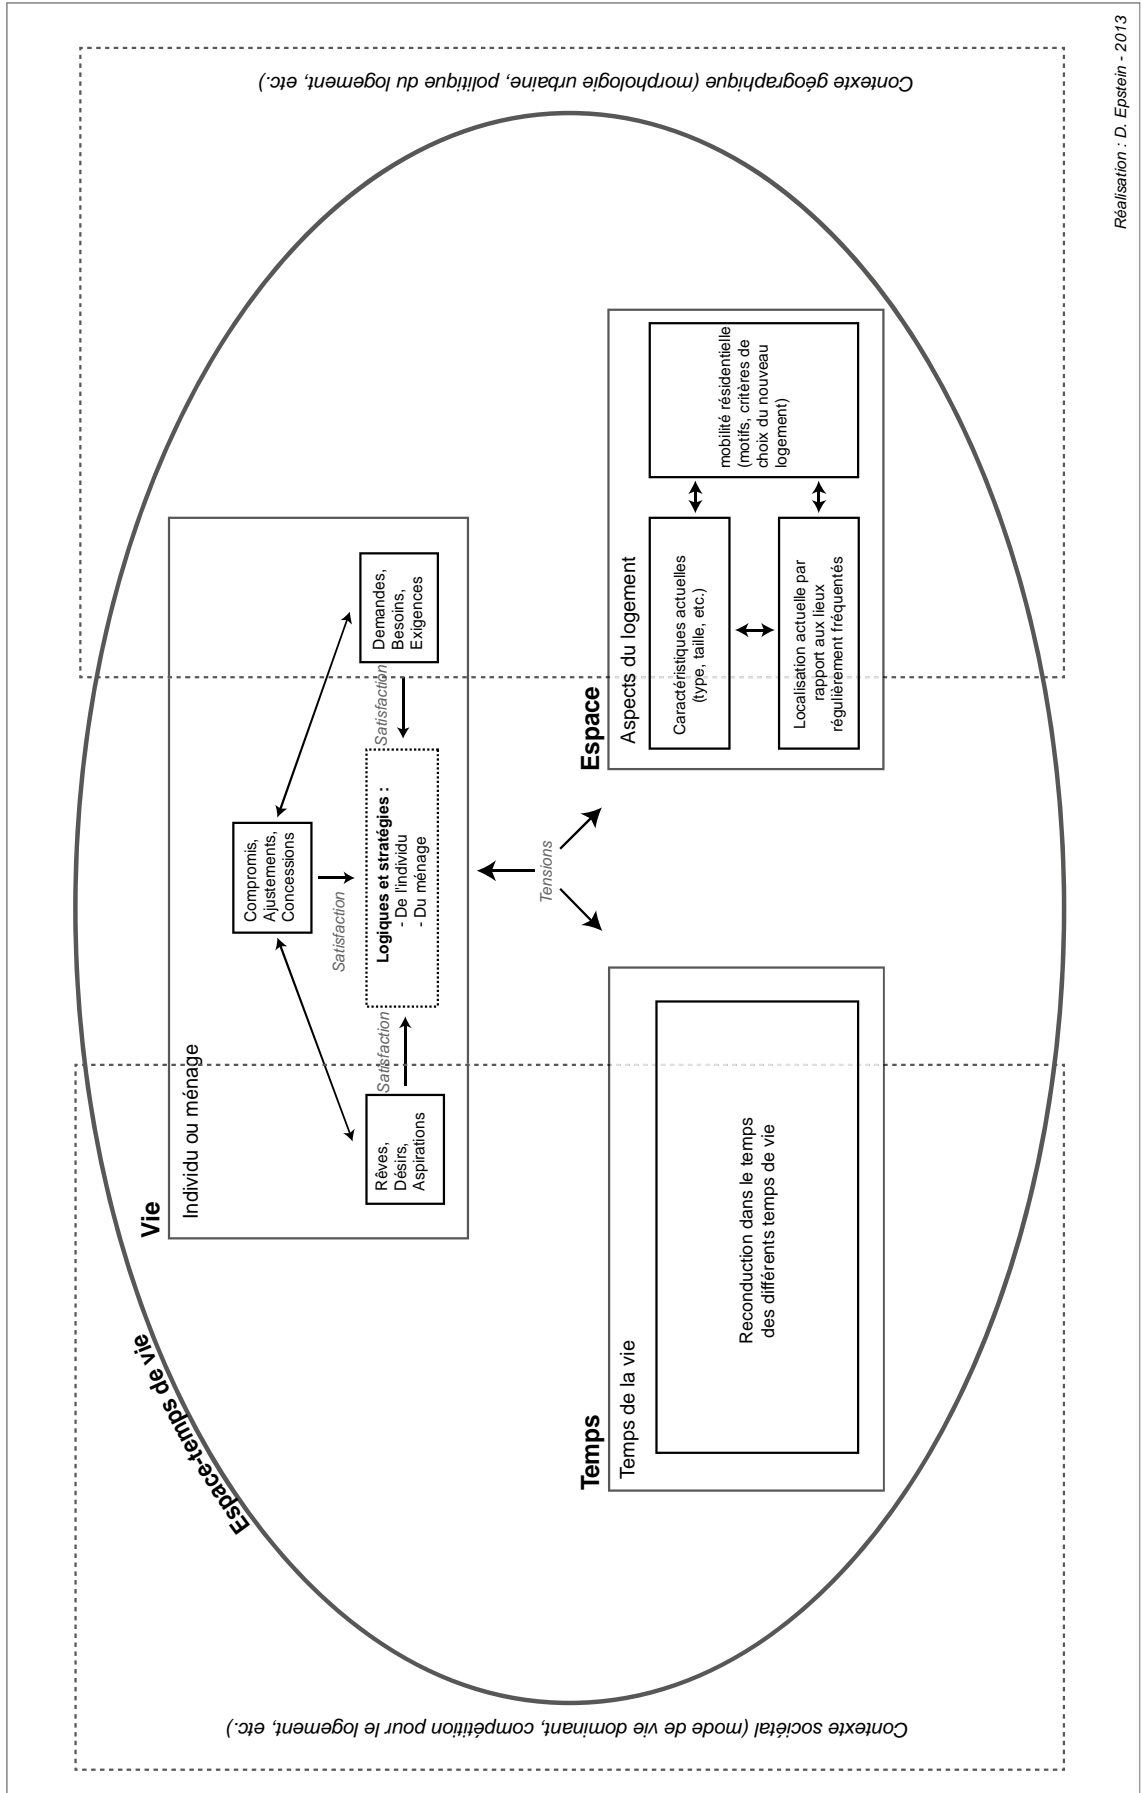 Espace-temps de vie
Contexte sociétal (mode de vie dominant, compétition pour le logement, etc.)
Contexte géographique (morphologie urbaine, polititique du logement, etc.)
Vie
Individu ou ménage
Compromis,
Ajustements,
Concessions
Satisfaction
Rêves,
Désirs,
Aspirations
Satisfaction
Logiques et stratégies :
- De l'individu
- Du ménage
Satisfaction
Demandes,
Besoins,
Exigences
Tensions
Temps
Temps de la vie
Reconduction dans le temps
des différents temps de vie
Espace
Aspects du logement
Caractéristiques actuelles
(type, taille, etc.)
Localisation actuelle par
rapport aux lieux
régulièrement fréquentés
mobilité résidentielle
(motifs, critères de
choix du nouveau
logement)
Réalisation : D. Epstein - 2013